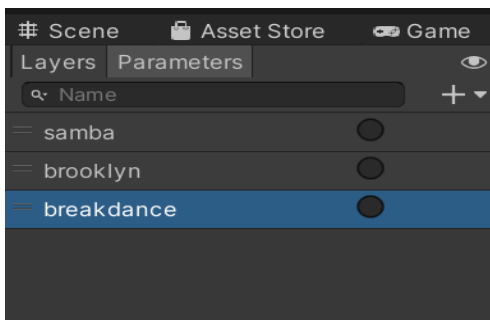 Scene Asset Store Game
Layers Parameters
Name
samba
brooklyn
breakdance